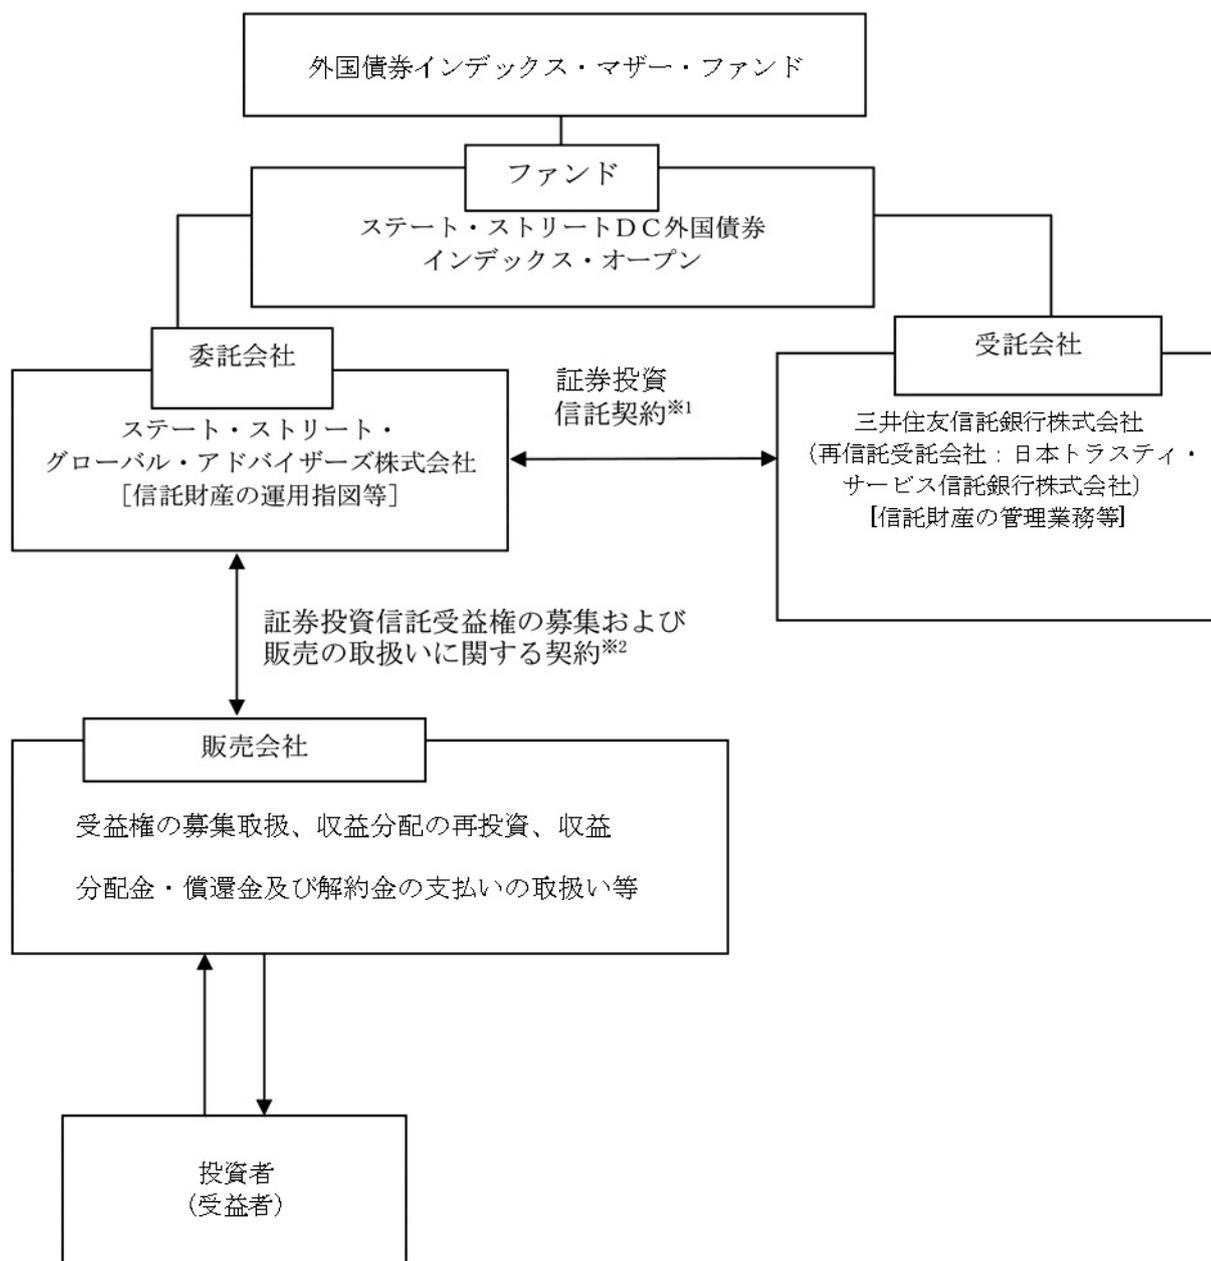 外国債券インデックス・マザー・ファンド
ファンド
ステート・ストリートＤＣ外国債券
インデックス・オープン
委託会社
ステート・ストリート・
グローバル・アドバイザーズ株式会社
［信託財産の運用指図等］
証券投資
信託契約※1
受託会社
三井住友信託銀行株式会社
（再信託受託会社：日本トラスティ・
サービス信託銀行株式会社）
[信託財産の管理業務等]
証券投資信託受益権の募集および
販売の取扱いに関する契約※2
販売会社
受益権の募集取扱、収益分配の再投資、収益
分配金・償還金及び解約金の支払いの取扱い等
投資者
（受益者）